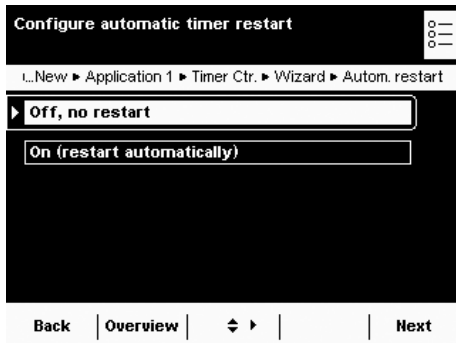 Configure automatic timer restart
ı...New ▸ Application 1 ▸ Timer Ctr. ▸ Wizard ▸ Autom. restart
Off, no restart
On (restart automatically)
Back Overview Next